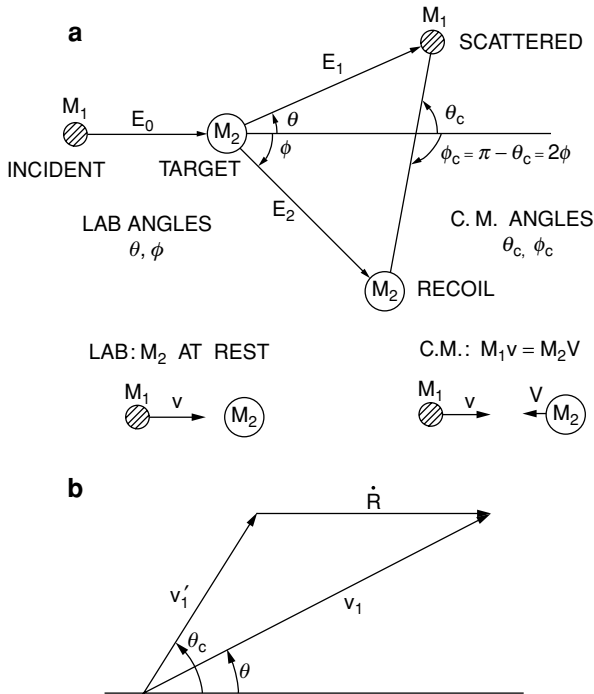 a
M₁
SCATTERED
E₁
M₁
E₀
M₂
θ
θc
ϕ
ϕc = π − θc = 2ϕ
INCIDENT
TARGET
E₂
LAB ANGLES
θ, ϕ
C. M. ANGLES
θc, ϕc
M₂
RECOIL
LAB: M₂ AT REST
C.M.: M₁v = M₂V
M₁
v
M₂
M₁
v
V
M₂
b
Ṙ
v₁′
v₁
θc
θ